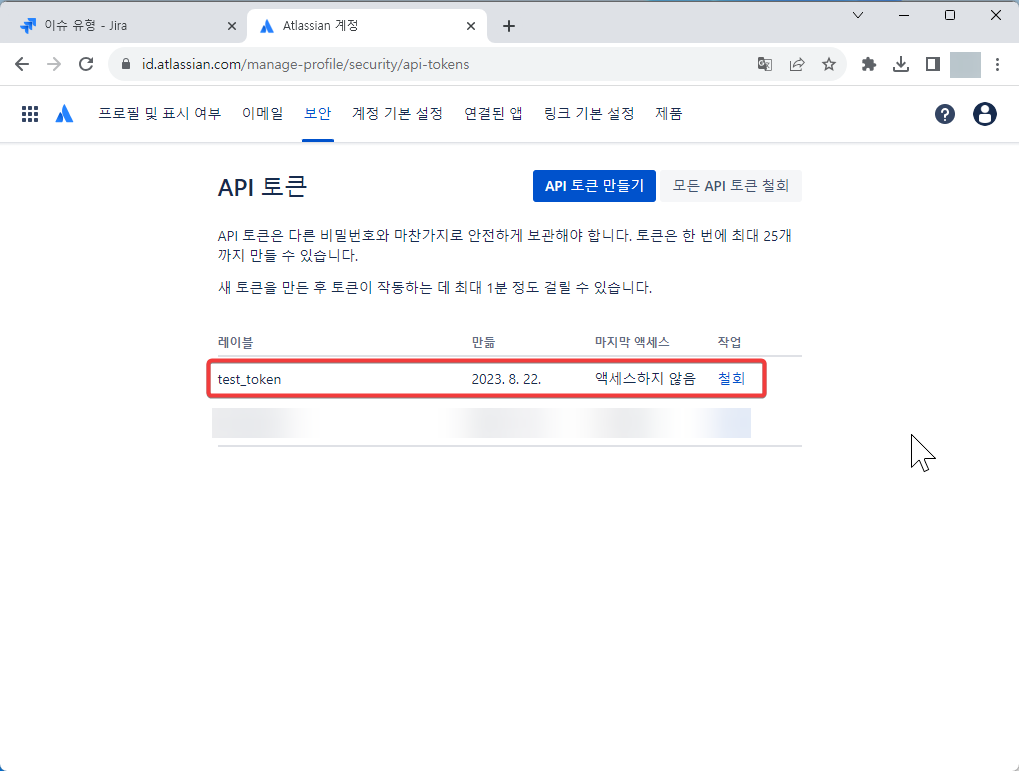 이슈 유형 - Jira
Atlassian 계정
id.atlassian.com/manage-profile/security/api-tokens
프로필 및 표시 여부 이메일 보안 계정 기본 설정 연결된 앱 링크 기본 설정 제품
API 토큰
API 토큰 만들기
모든 API 토큰 철회
API 토큰은 다른 비밀번호와 마찬가지로 안전하게 보관해야 합니다. 토큰은 한 번에 최대 25개
까지 만들 수 있습니다.
새 토큰을 만든 후 토큰이 작동하는 데 최대 1분 정도 걸릴 수 있습니다.
레이블 만듦 마지막 액세스 작업
test_token 2023. 8. 22. 액세스하지 않음 철회